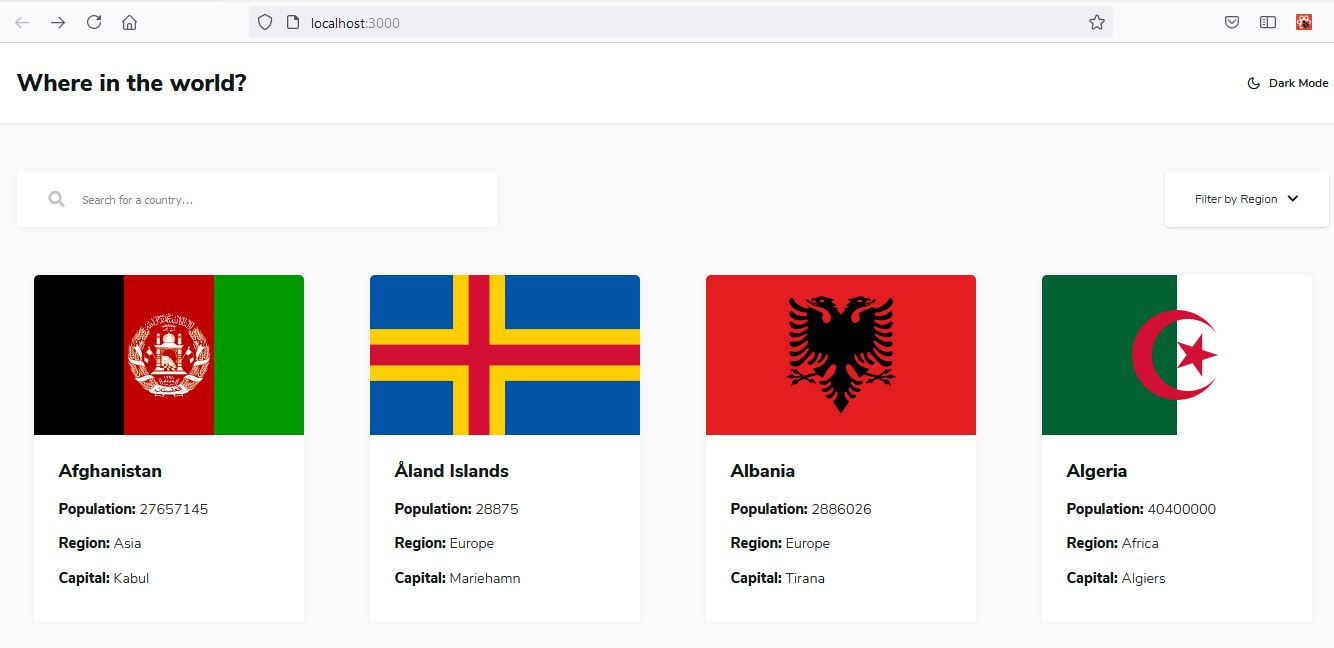 localhost:3000
Where in the world?
Dark Mode
Search for a country...
Filter by Region
Afghanistan
Population: 27657145
Region: Asia
Capital: Kabul
Åland Islands
Population: 28875
Region: Europe
Capital: Mariehamn
Albania
Population: 2886026
Region: Europe
Capital: Tirana
Algeria
Population: 40400000
Region: Africa
Capital: Algiers